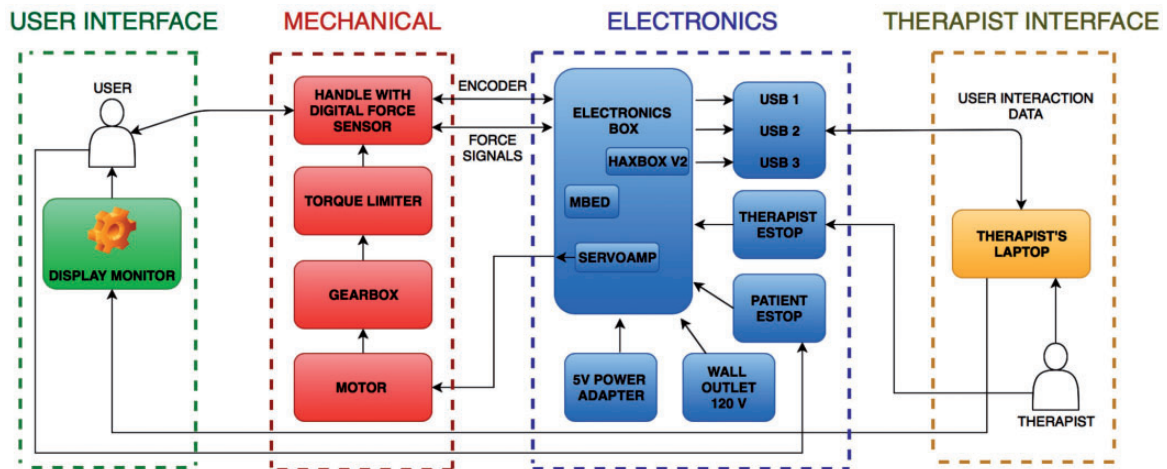 USER INTERFACE
MECHANICAL
ELECTRONICS
THERAPIST INTERFACE
USER
DISPLAY MONITOR
HANDLE WITH
DIGITAL FORCE
SENSOR
TORQUE LIMITER
GEARBOX
MOTOR
ENCODER
FORCE
SIGNALS
ELECTRONICS
BOX
HAXBOX V2
MBED
SERVOAMP
USB 1
USB 2
USB 3
THERAPIST
ESTOP
PATIENT
ESTOP
5V POWER
ADAPTER
WALL
OUTLET
120 V
USER INTERACTION
DATA
THERAPIST'S
LAPTOP
THERAPIST